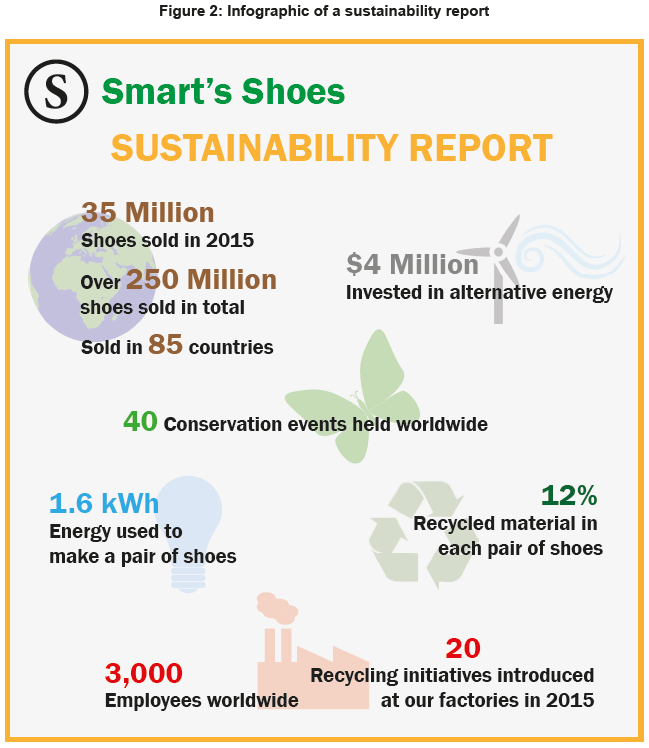 Figure 2: Infographic of a sustainability report
S Smart's Shoes
SUSTAINABILITY REPORT
35 Million
Shoes sold in 2015
Over 250 Million
shoes sold in total
Sold in 85 countries
$4 Million
Invested in alternative energy
40 Conservation events held worldwide
1.6 kWh
Energy used to
make a pair of shoes
12%
Recycled material in
each pair of shoes
3,000
Employees worldwide
20
Recycling initiatives introduced
at our factories in 2015